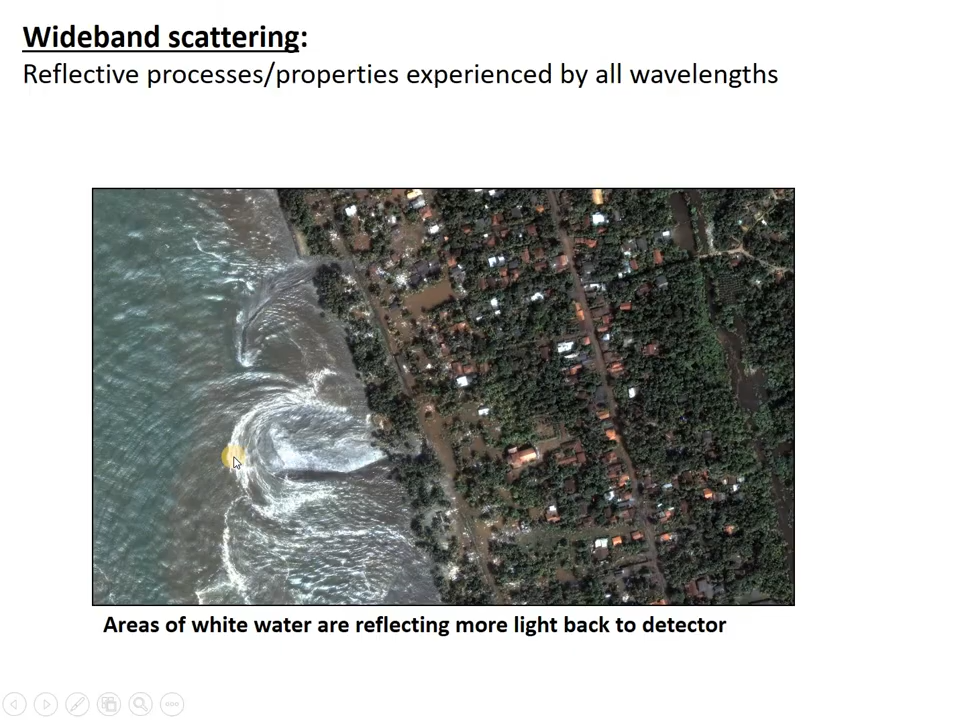 Wideband scattering:
Reflective processes/properties experienced by all wavelengths
Areas of white water are reflecting more light back to detector